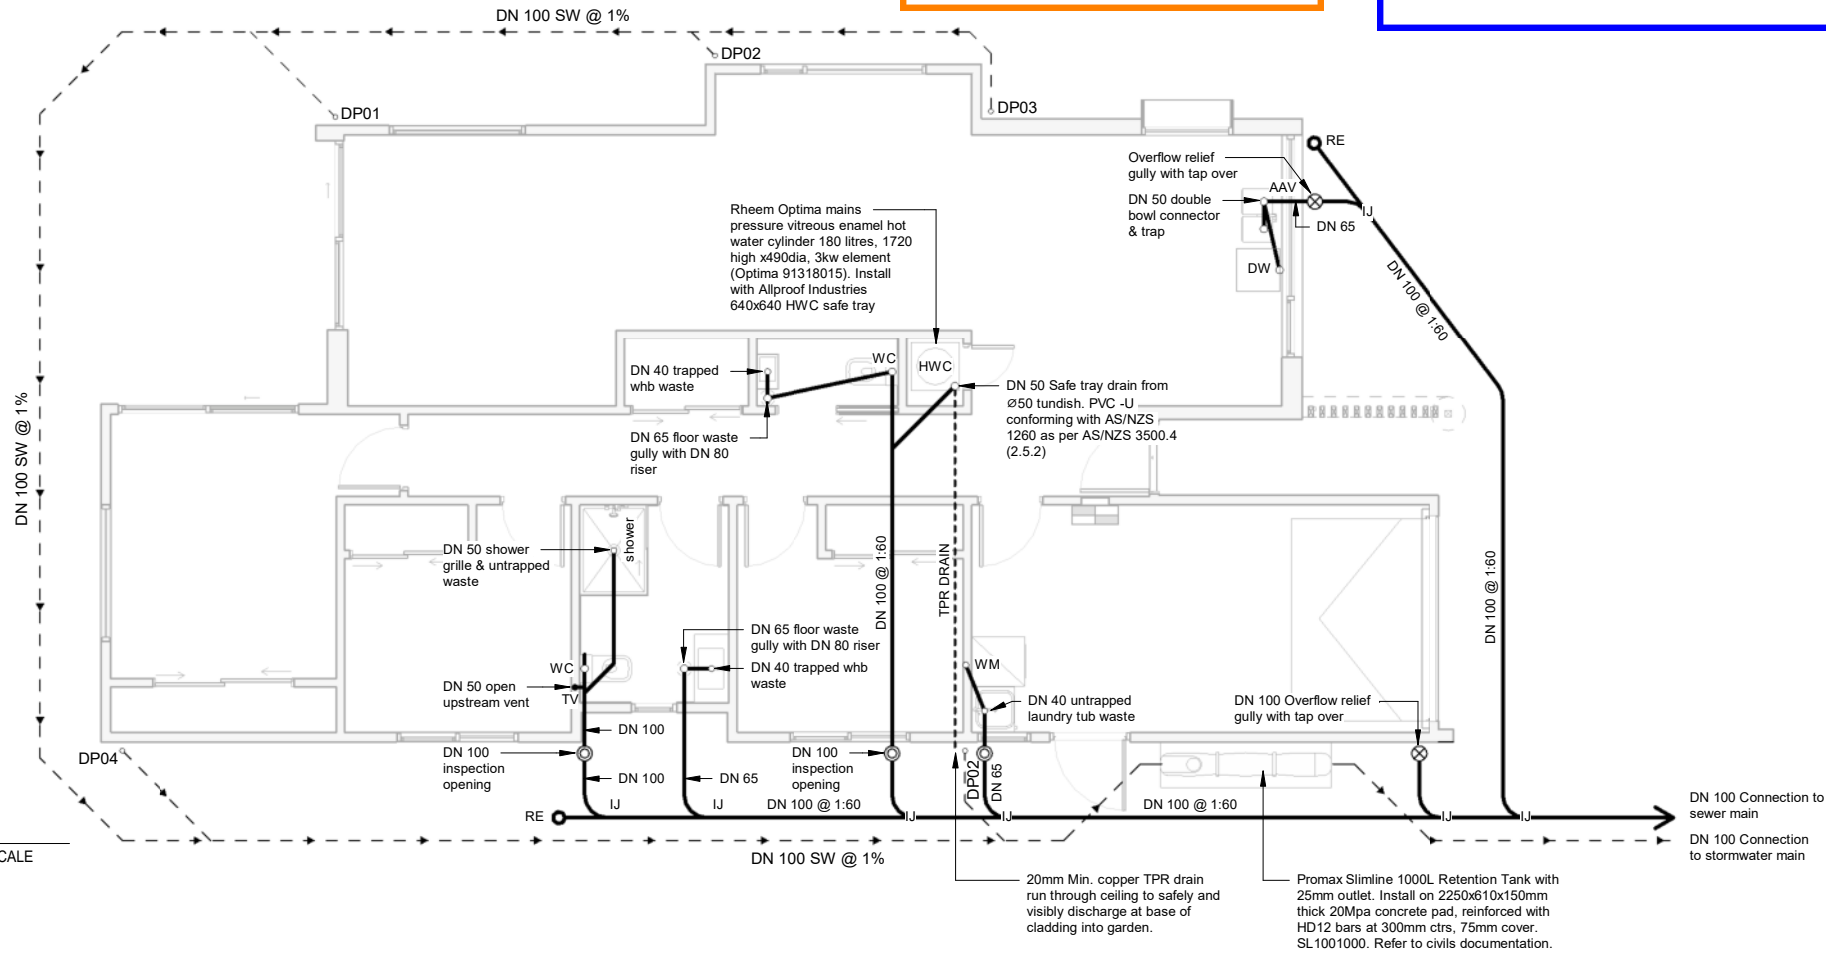 DN 100 SW @ 1%
DP02
DP01
DP03
RE
Overflow relief
gully with tap over
AAV
DN 50 double
bowl connector
& trap
IJ
DN 65
DW
DN 100 @ 1:60
Rheem Optima mains
pressure vitreous enamel hot
water cylinder 180 litres, 1720
high x490dia, 3kw element
(Optima 91318015). Install
with Allproof Industries
640x640 HWC safe tray
DN 40 trapped
whb waste
WC
HWC
DN 50 Safe tray drain from
Ø50 tundish. PVC -U
conforming with AS/NZS
1260 as per AS/NZS 3500.4
(2.5.2)
DN 65 floor waste
gully with DN 80
riser
DN 100 SW @ 1%
DN 50 shower
grille & untrapped
waste
shower
DN 100 @ 1:60
TPR DRAIN
DN 100 @ 1:60
DN 65 floor waste
gully with DN 80 riser
WC
DN 40 trapped whb
waste
WM
DN 50 open
upstream vent
TV
DN 40 untrapped
laundry tub waste
DN 100 Overflow relief
gully with tap over
DN 100
DP04
DN 100
inspection
opening
DN 100
DN 65
DN 100
inspection
opening
DP02
DN 65
RE
IJ
IJ
DN 100 @ 1:60
IJ
IJ
DN 100 @ 1:60
IJ
IJ
DN 100 Connection to
sewer main
DN 100 Connection
to stormwater main
CALE
DN 100 SW @ 1%
20mm Min. copper TPR drain
run through ceiling to safely and
visibly discharge at base of
cladding into garden.
Promax Slimline 1000L Retention Tank with
25mm outlet. Install on 2250x610x150mm
thick 20Mpa concrete pad, reinforced with
HD12 bars at 300mm ctrs, 75mm cover.
SL1001000. Refer to civils documentation.